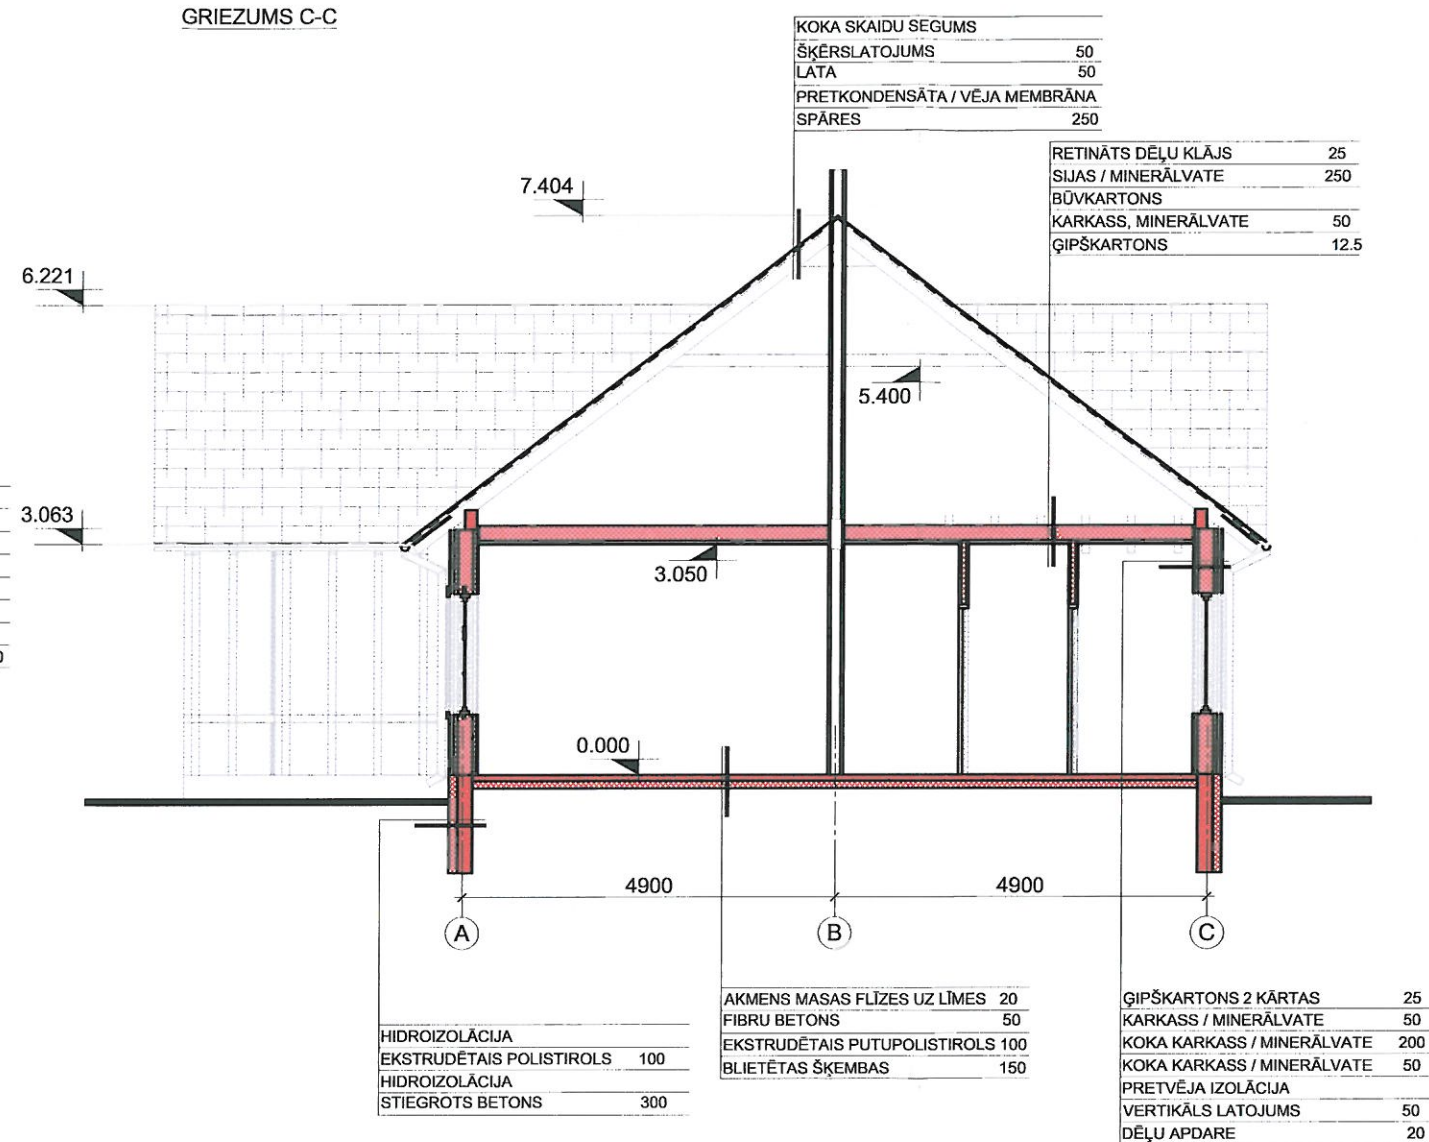 GRIEZUMS C-C
KOKA SKAIDU SEGUMS
ŠĶĒRSLATOJUMS 50
LATA 50
PRETKONDENSĀTA / VĒJA MEMBRĀNA
SPĀRES 250
RETINĀTS DĒĻU KLĀJS 25
SIJAS / MINERĀLVATE 250
BŪVKARTONS
KARKASS, MINERĀLVATE 50
ĢIPŠKARTONS 12.5
7.404
6.221
5.400
3.063
3.050
0.000
4900
4900
A
B
C
HIDROIZOLĀCIJA
EKSTRUDĒTAIS POLISTIROLS 100
HIDROIZOLĀCIJA
STIEGROTS BETONS 300
AKMENS MASAS FLĪZES UZ LĪMES 20
FIBRU BETONS 50
EKSTRUDĒTAIS PUTUPOLISTIROLS 100
BLIETĒTAS ŠĶEMBAS 150
ĢIPŠKARTONS 2 KĀRTAS 25
KARKASS / MINERĀLVATE 50
KOKA KARKASS / MINERĀLVATE 200
KOKA KARKASS / MINERĀLVATE 50
PRETVĒJA IZOLĀCIJA
VERTIKĀLS LATOJUMS 50
DĒĻU APDARE 20